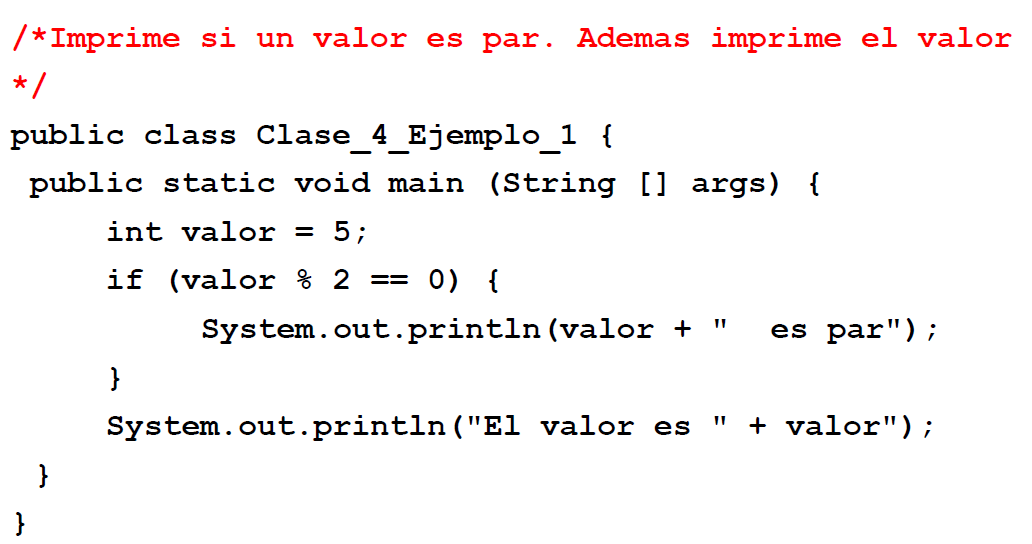 /*Imprime si un valor es par. Ademas imprime el valor
*/
public class Clase_4_Ejemplo_1 {
public static void main (String [] args) {
int valor = 5;
if (valor % 2 == 0) {
System.out.println(valor + "  es par");
}
System.out.println("El valor es " + valor");
}
}